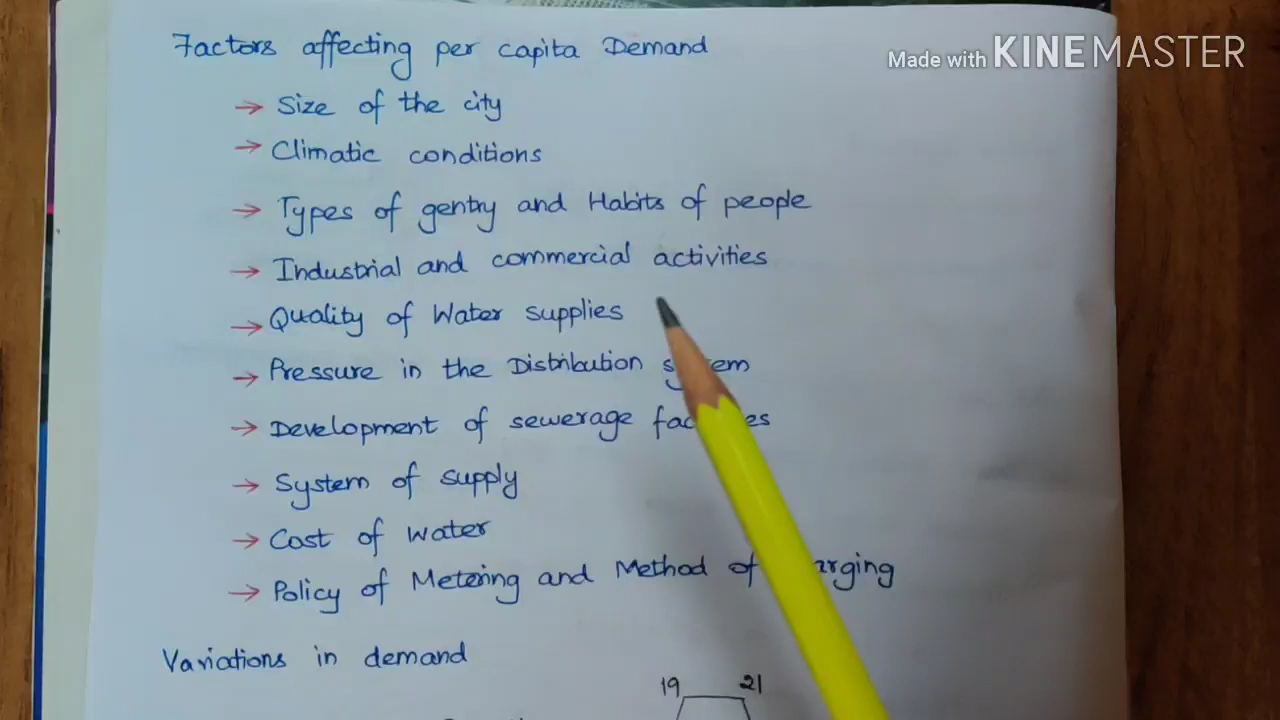 Factors affecting per capita Demand
Made with KINEMASTER
→ Size of the city
→ Climatic conditions
→ Types of gentry and Habits of people
→ Industrial and commercial activities
→ Quality of Water supplies
→ Pressure in the Distribution system
→ Development of sewerage
→ System of supply
→ Cost of water
→ Policy of Metering and Method of
Variations in demand
19 21